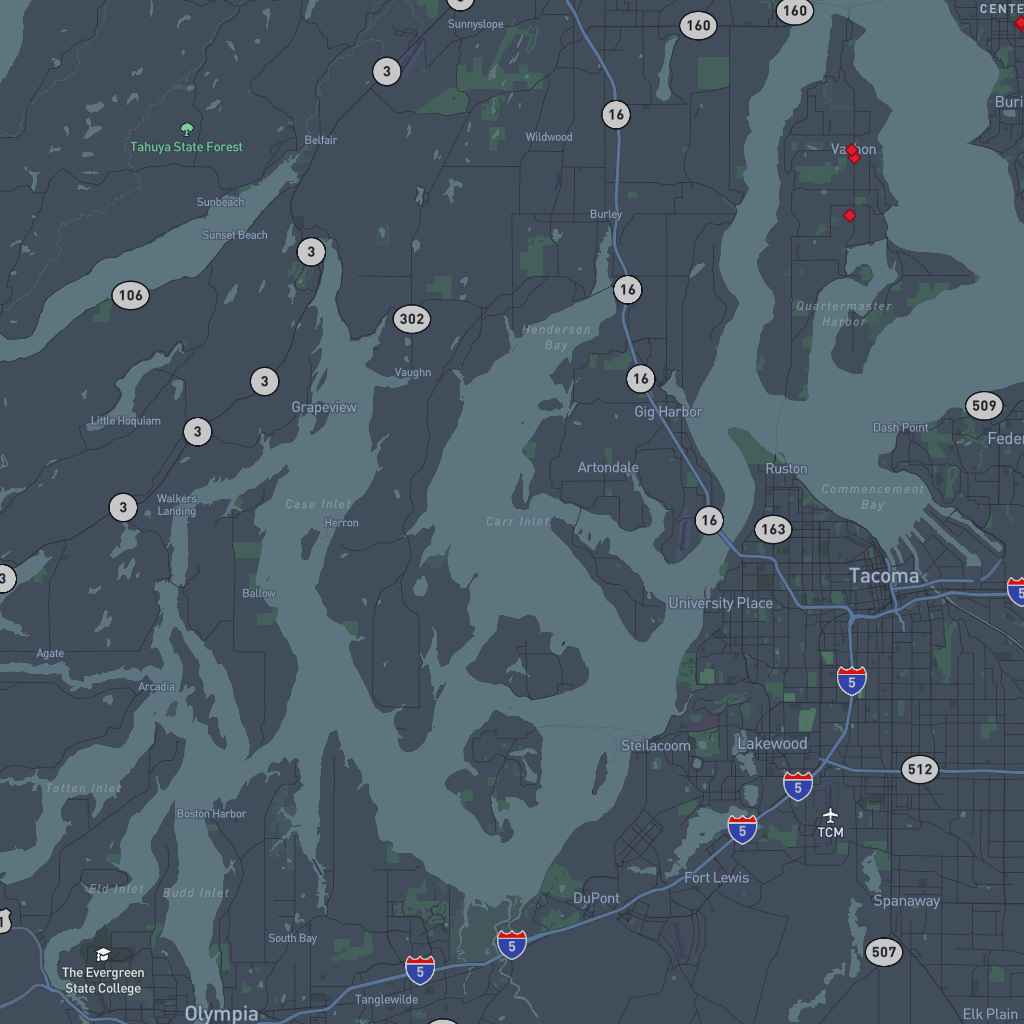 160
160
CENTE
Sunnyslope
3
16
Buri
Wildwood
Belfair
Tahuya State Forest
Vashon
Sunbeach
Burley
Sunset Beach
3
106
16
302
Quartermaster
Harbor
Henderson
Bay
Vaughn
3
16
Grapeview
Gig Harbor
509
Little Hoquiam
3
Dash Point
Feder
Artondale
Ruston
Walkers
Landing
Case Inlet
Commencement
Bay
3
Herron
Carr Inlet
16
163
3
Tacoma
5
Ballow
University Place
Agate
5
Arcadia
Steilacoom
Lakewood
512
Totten Inlet
5
Boston Harbor
5
TCM
Eld Inlet
Budd Inlet
Fort Lewis
DuPont
Spanaway
1
South Bay
5
507
The Evergreen
State College
5
Tanglewilde
Olympia
Elk Plain